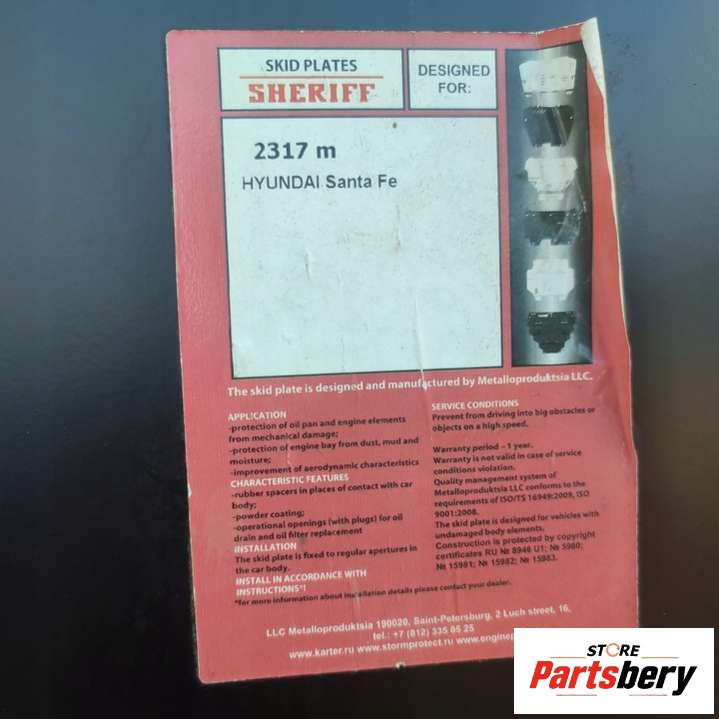 SKID PLATES
SHERIFF
DESIGNED
FOR:
2317 m
HYUNDAI Santa Fe
The skid plate is designed and manufactured by Metalloproduktsia LLC.
APPLICATION
-protection of oil pan and engine elements
from mechanical damage;
-protection of engine bay from dust, mud and
moisture;
-improvement of aerodynamic characteristics
CHARACTERISTIC FEATURES
-rubber spacers in places of contact with car
body;
-powder coating;
-operational openings (with plugs) for oil
drain and oil filter replacement
INSTALLATION
The skid plate is fixed to regular apertures in
the car body.
INSTALL IN ACCORDANCE WITH
INSTRUCTIONS*!
*for more information about installation details please contact your dealer.
SERVICE CONDITIONS
Prevent from driving into big obstacles or
objects on a high speed.
Warranty period – 1 year.
Warranty is not valid in case of service
conditions violation.
Quality management system of
Metalloproduktsia LLC conforms to the
requirements of ISO/TS 16949:2009, ISO
9001:2008.
The skid plate is designed for vehicles with
undamaged body elements.
Construction is protected by copyright
certificates RU № 8946 U1; № 5980;
№ 15981; № 15982; № 15983.
LLC Metalloproduktsia 190020, Saint-Petersburg, 2 Luch street, 16,
tel.: +7 (812) 335 05 25
www.karter.ru www.stormprotect.ru
STORE
Partsbery